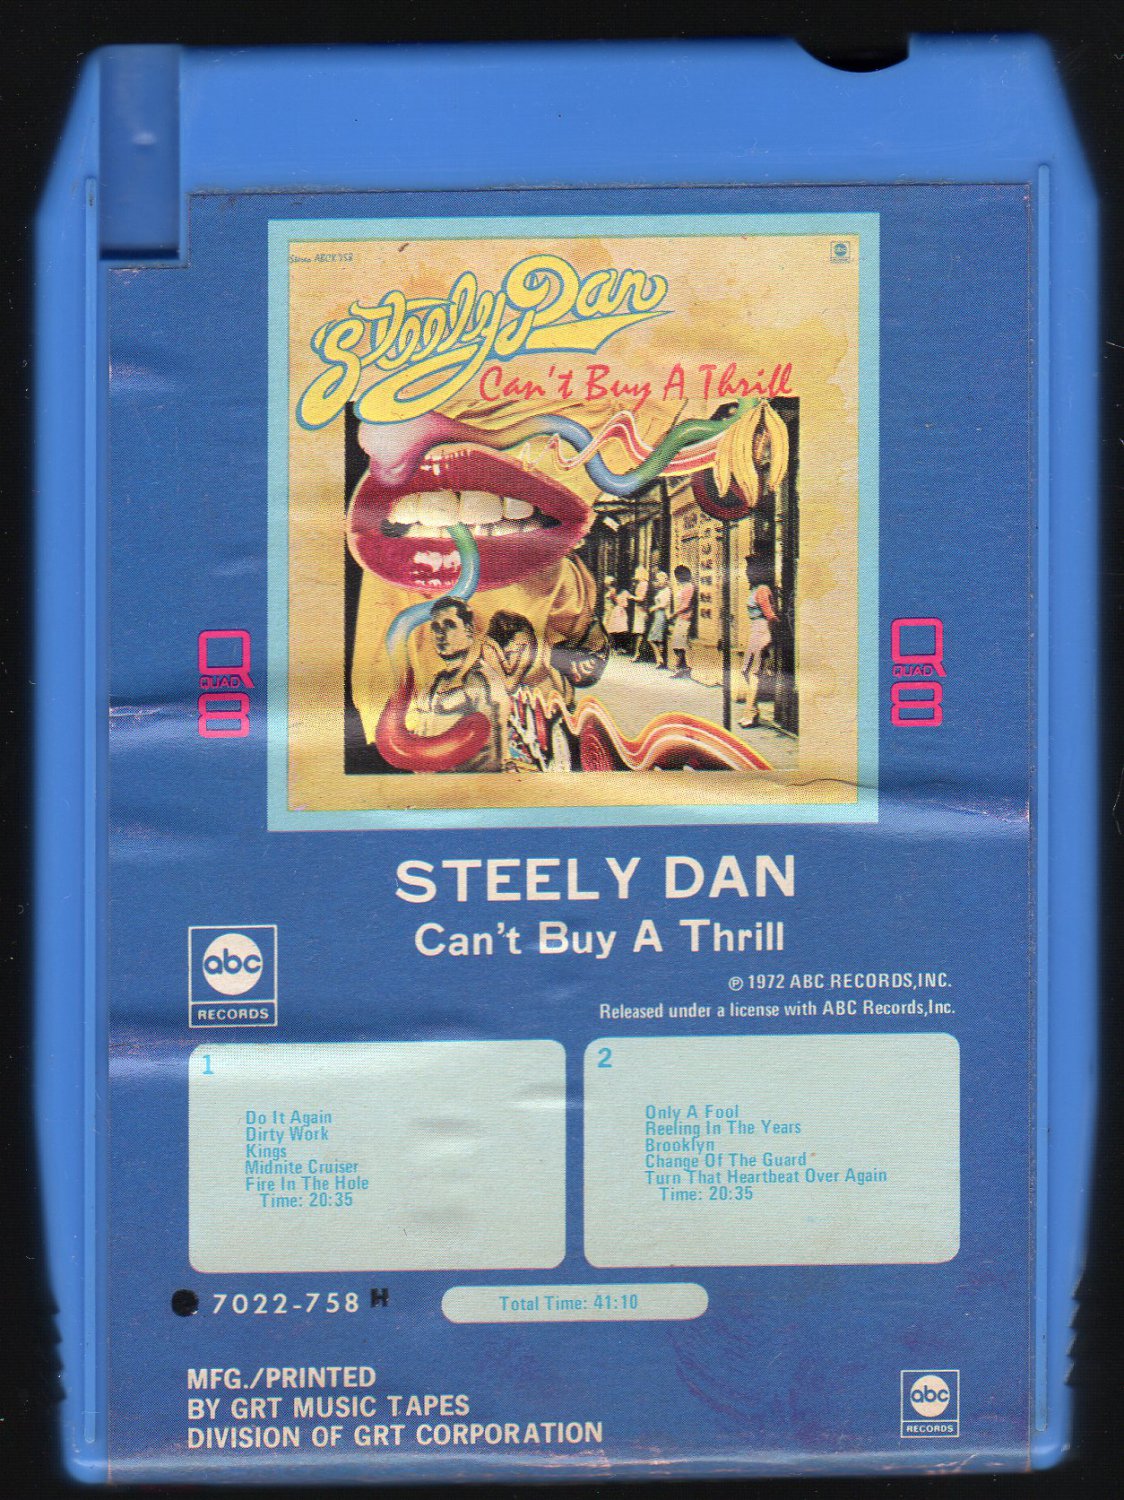 Stereo ABCX 758
abc
Steely Dan
Can't Buy A Thrill
Q
QUAD
8
Q
QUAD
8
STEELY DAN
Can't Buy A Thrill
abc
RECORDS
℗ 1972 ABC RECORDS,INC.
Released under a license with ABC Records,Inc.
1
Do It Again
Dirty Work
Kings
Midnite Cruiser
Fire In The Hole
Time: 20:35
2
Only A Fool
Reeling In The Years
Brooklyn
Change Of The Guard
Turn That Heartbeat Over Again
Time: 20:35
7022-758 H
Total Time: 41:10
MFG./PRINTED
BY GRT MUSIC TAPES
DIVISION OF GRT CORPORATION
abc
RECORDS